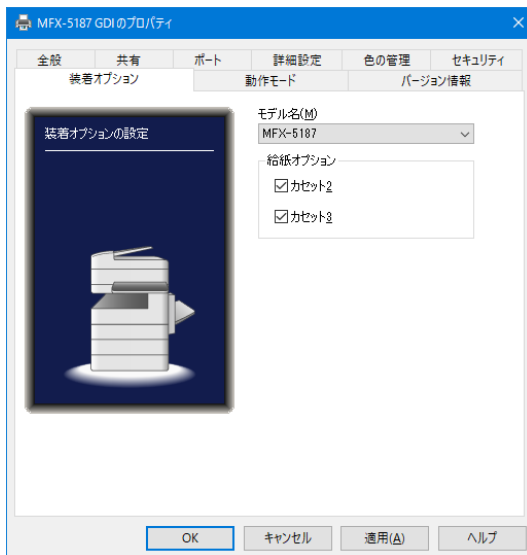 MFX-5187 GDIのプロパティ
全般 共有 ポート 詳細設定 色の管理 セキュリティ
装着オプション 動作モード バージョン情報
装着オプションの設定
モデル名(M)
MFX-5187
給紙オプション
カセット2
カセット3
OK キャンセル 適用(A) ヘルプ